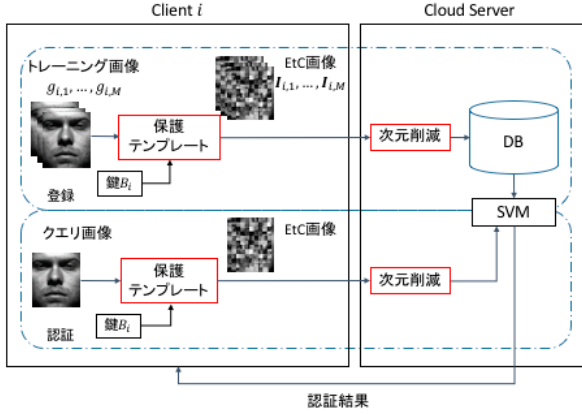 Client i
Cloud Server
トレーニング画像
g_{i,1}, ..., g_{i,M}
EtC画像
I_{i,1}, ..., I_{i,M}
保護
テンプレート
鍵B_i
登録
次元削減
DB
SVM
クエリ画像
EtC画像
保護
テンプレート
鍵B_i
認証
次元削減
認証結果